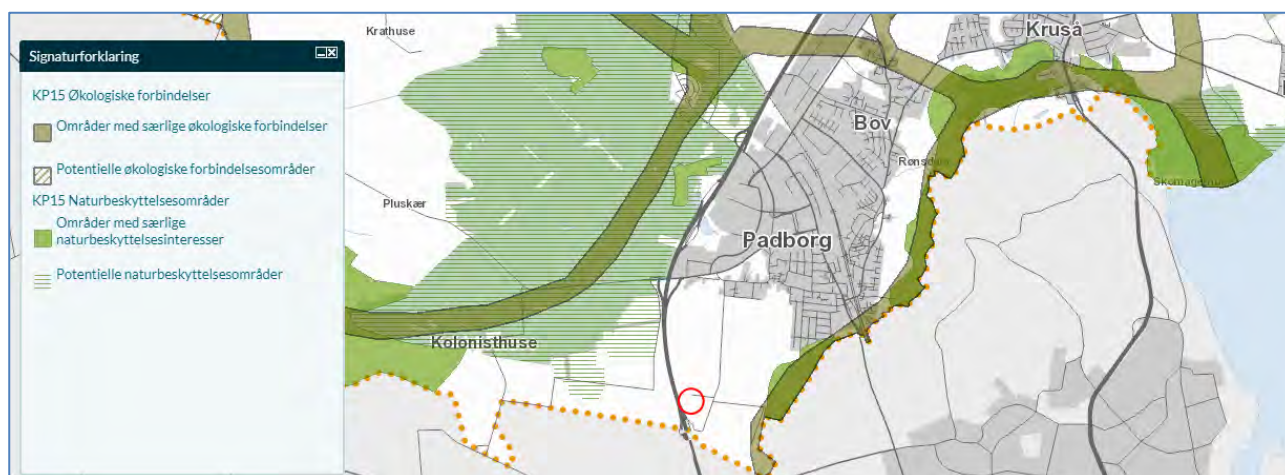 Signaturforklaring
KP15 Økologiske forbindelser
Områder med særlige økologiske forbindelser
Potentielle økologiske forbindelsesområder
KP15 Naturbeskyttelsesområder
Områder med særlige
naturbeskyttelsesinteresser
Potentielle naturbeskyttelsesområder
Krathuse
Kruså
Bov
Rønsdam
Pluskær
Padborg
Kolonisthuse